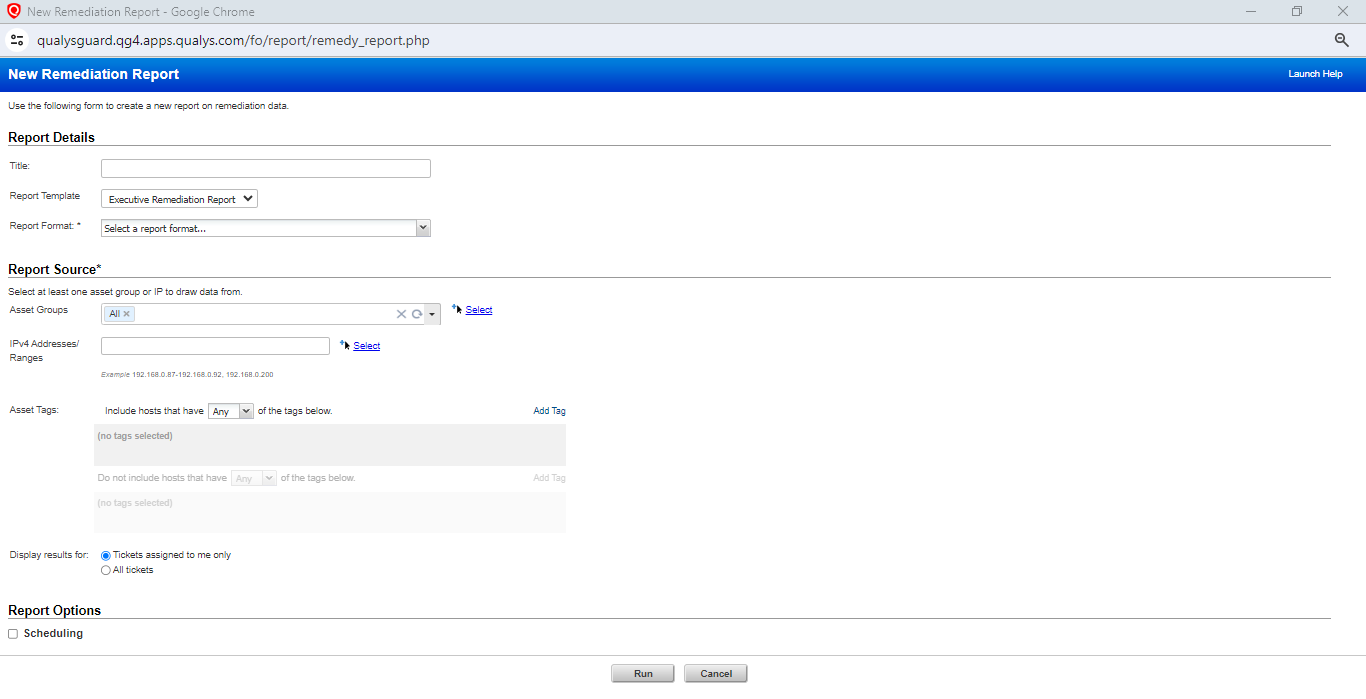 New Remediation Report - Google Chrome
qualysguard.qg4.apps.qualys.com/fo/report/remedy_report.php
New Remediation Report Launch Help
Use the following form to create a new report on remediation data.
Report Details
Title:
Report Template Executive Remediation Report
Report Format: * Select a report format...
Report Source*
Select at least one asset group or IP to draw data from.
Asset Groups All Select
IPv4 Addresses/
Ranges Select
Example 192.168.0.87-192.168.0.92, 192.168.0.200
Asset Tags: Include hosts that have Any of the tags below. Add Tag
(no tags selected)
Do not include hosts that have Any of the tags below. Add Tag
(no tags selected)
Display results for: Tickets assigned to me only
All tickets
Report Options
Scheduling
Run Cancel